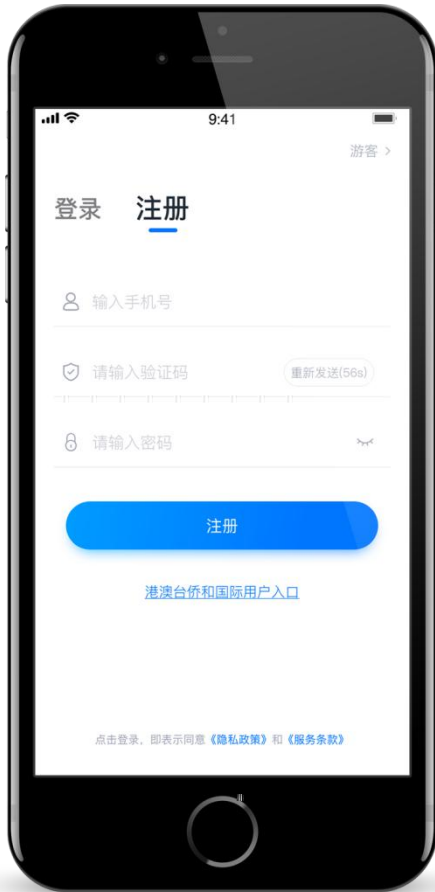 9:41
游客 >
登录 注册
输入手机号
请输入验证码 重新发送(56s)
请输入密码
注册
港澳台侨和国际用户入口
点击登录，即表示同意《隐私政策》和《服务条款》